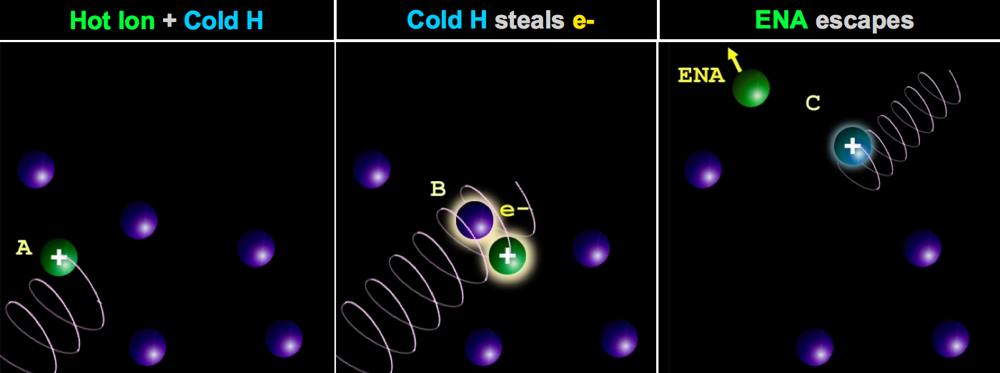 Hot Ion + Cold H
Cold H steals e-
ENA escapes
A
+
B
e-
+
ENA
C
+